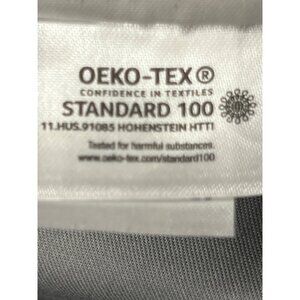 OEKO-TEX®
CONFIDENCE IN TEXTILES
STANDARD 100
11.HUS.91085 HOHENSTEIN HTTI
Tested for harmful substances.
www.oeko-tex.com/standard100